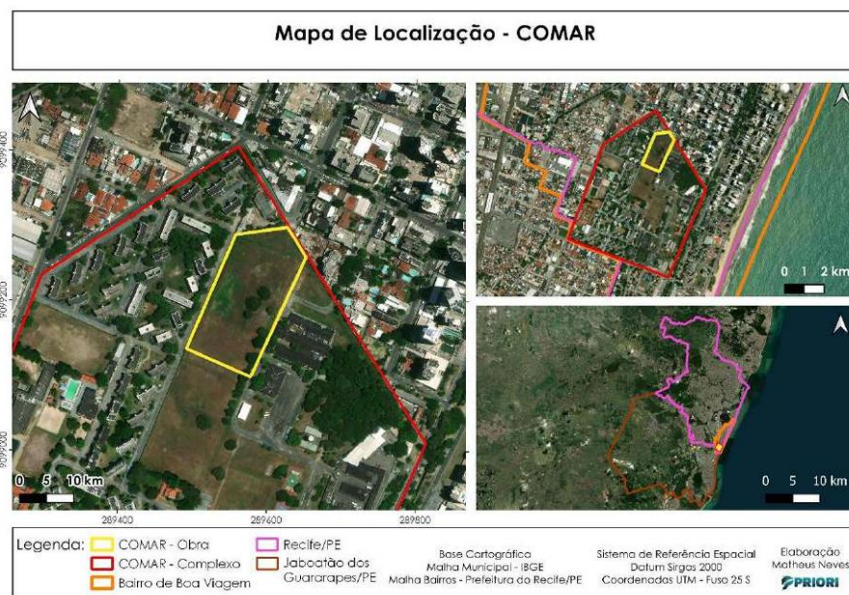 Mapa de Localização - COMAR
9099400
9099200
9099000
0 5 10 km
289400
289600
289800
0 1 2 km
0 5 10 km
Legenda:
COMAR - Obra
COMAR - Complexo
Bairro de Boa Viagem
Recife/PE
Jaboatão dos
Guararapes/PE
Base Cartográfica
Malha Municipal - IBGE
Malha Bairros - Prefeitura do Recife/PE
Sistema de Referência Espacial
Datum Sirgas 2000
Coordenadas UTM - Fuso 25 S
Elaboração
Matheus Neves
PRIORI